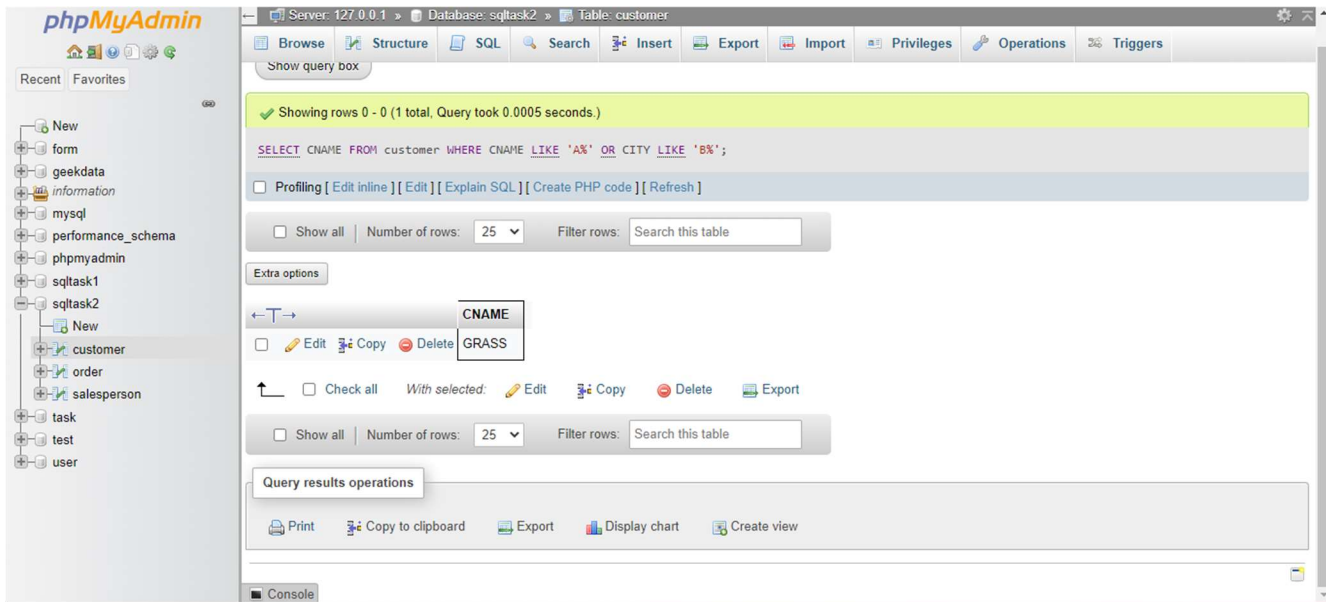 phpMyAdmin
Recent Favorites
New
form
geekdata
information
mysql
performance_schema
phpmyadmin
sqltask1
sqltask2
New
customer
order
salesperson
task
test
user
Server: 127.0.0.1 » Database: sqltask2 » Table: customer
Browse Structure SQL Search Insert Export Import Privileges Operations Triggers
Show query box
Showing rows 0 - 0 (1 total, Query took 0.0005 seconds.)
SELECT CNAME FROM customer WHERE CNAME LIKE 'A%' OR CITY LIKE 'B%';
Profiling [ Edit inline ] [ Edit ] [ Explain SQL ] [ Create PHP code ] [ Refresh ]
Show all | Number of rows: 25 Filter rows: Search this table
Extra options
←T→ CNAME
Edit Copy Delete GRASS
Check all With selected: Edit Copy Delete Export
Show all | Number of rows: 25 Filter rows: Search this table
Query results operations
Print Copy to clipboard Export Display chart Create view
Console